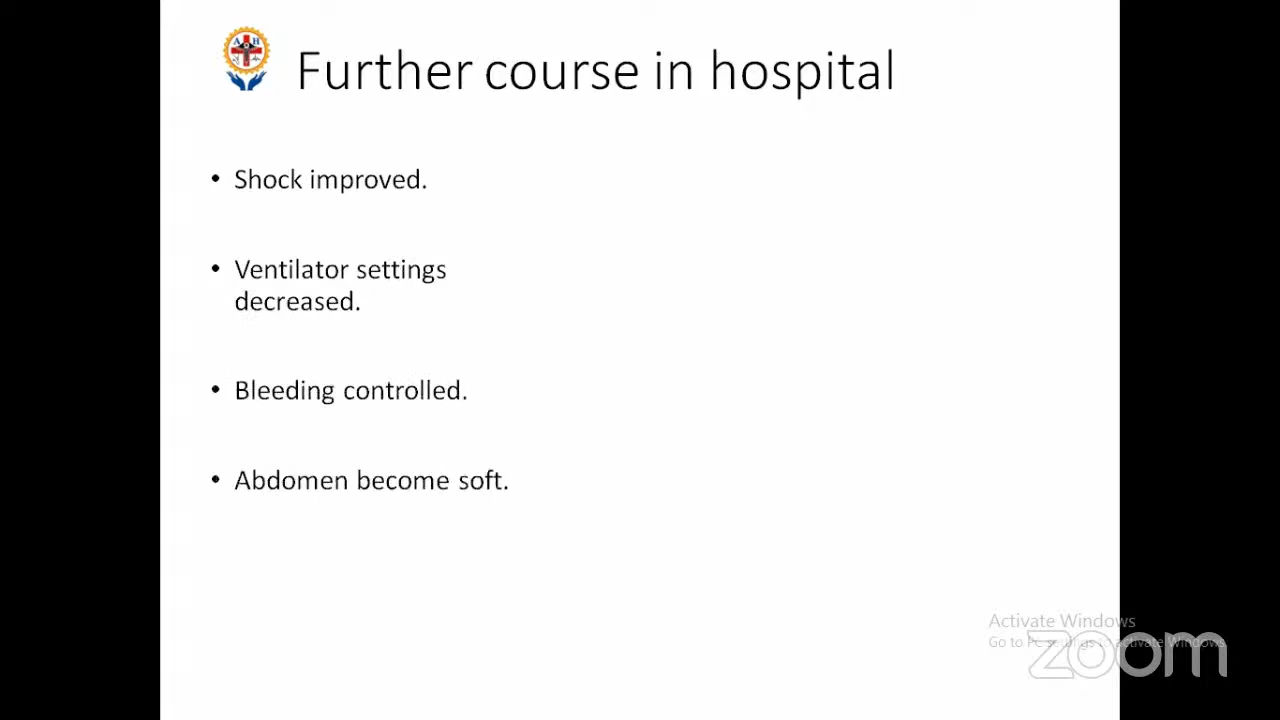 A H
Further course in hospital
• Shock improved.
• Ventilator settings
decreased.
• Bleeding controlled.
• Abdomen become soft.
Activate Windows
Go to PC settings to activate Windows.
zoom